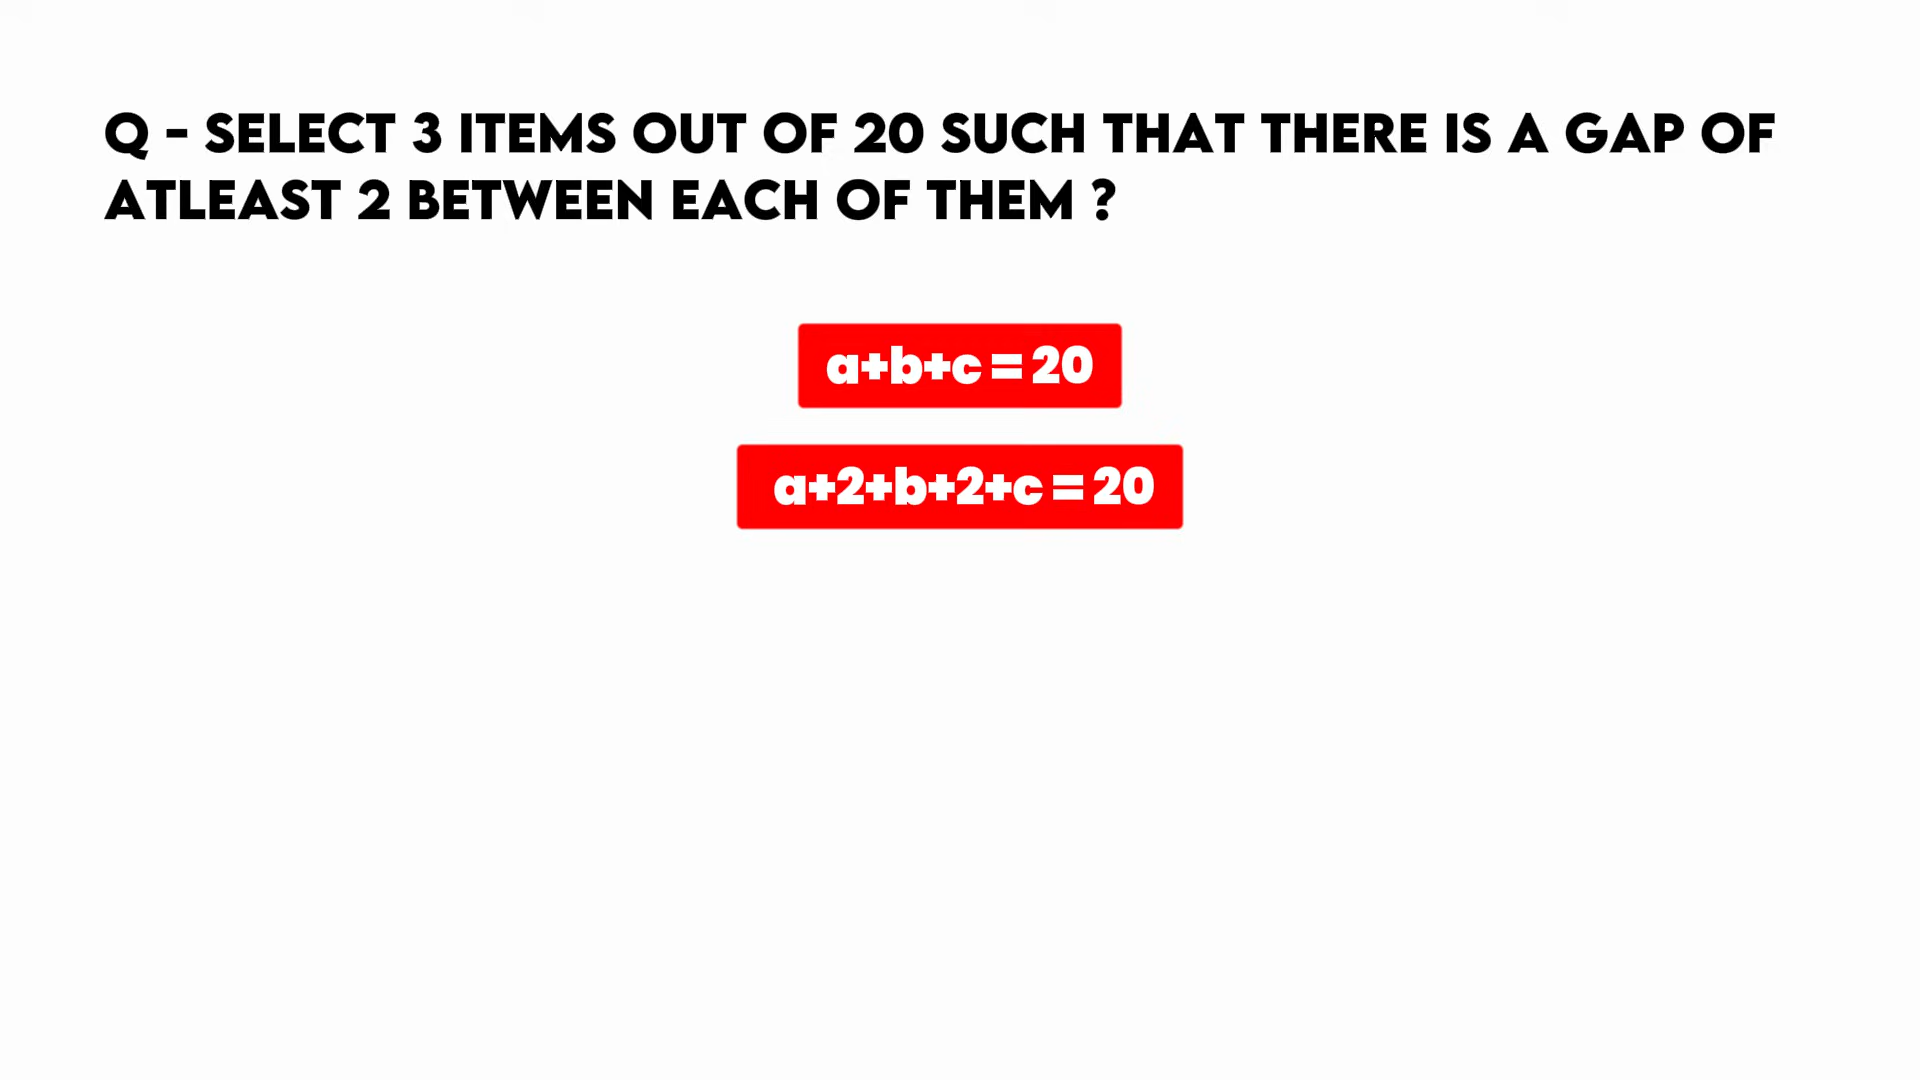 Q - SELECT 3 ITEMS OUT OF 20 SUCH THAT THERE IS A GAP OF
ATLEAST 2 BETWEEN EACH OF THEM ?
a+b+c = 20
a+2+b+2+c = 20